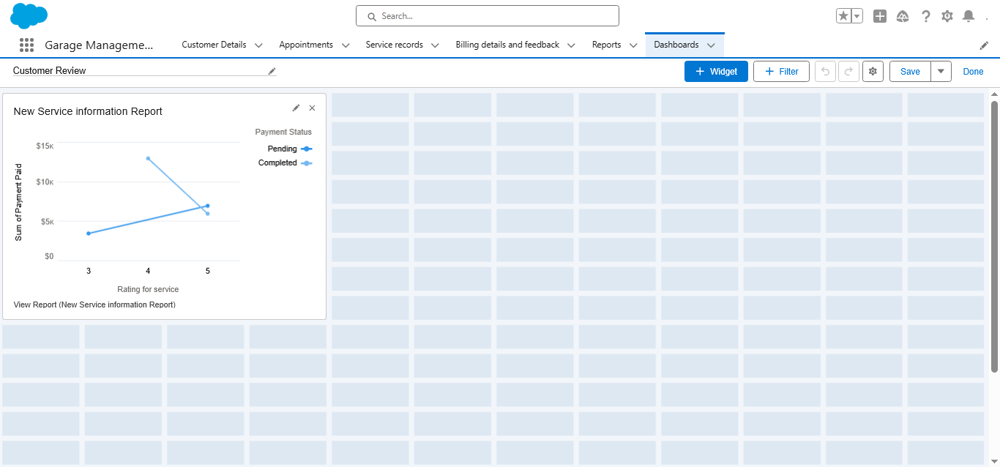 Search...
Garage Manageme...
Customer Details
Appointments
Service records
Billing details and feedback
Reports
Dashboards
Customer Review
Widget
Filter
Save
Done
New Service information Report
Payment Status
Pending
Completed
Sum of Payment Paid
$15K
$10K
$5K
$0
3 4 5
Rating for service
View Report (New Service information Report)